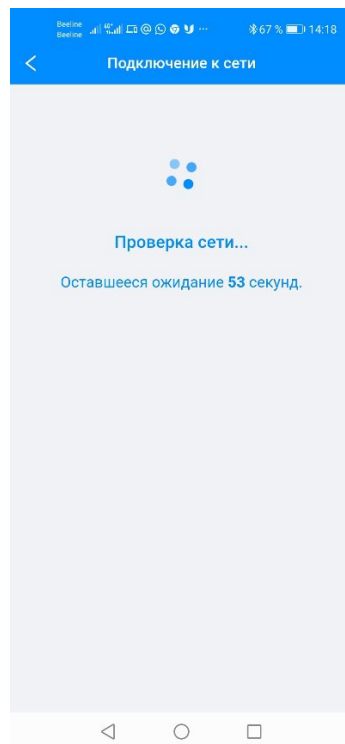 Beeline
Beeline
67 % 14:18
Подключение к сети
Проверка сети...
Оставшееся ожидание 53 секунд.